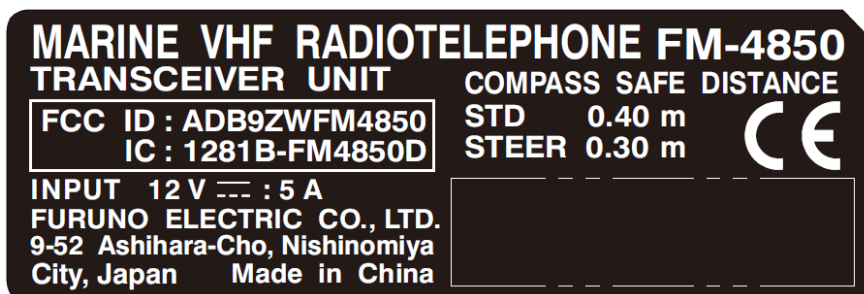 MARINE VHF RADIOTELEPHONE FM-4850
TRANSCEIVER UNIT
FCC ID : ADB9ZWFM4850
IC : 1281B-FM4850D
INPUT 12 V ⎓ : 5 A
FURUNO ELECTRIC CO., LTD.
9-52 Ashihara-Cho, Nishinomiya
City, Japan Made in China
COMPASS SAFE DISTANCE
STD 0.40 m
STEER 0.30 m
CE